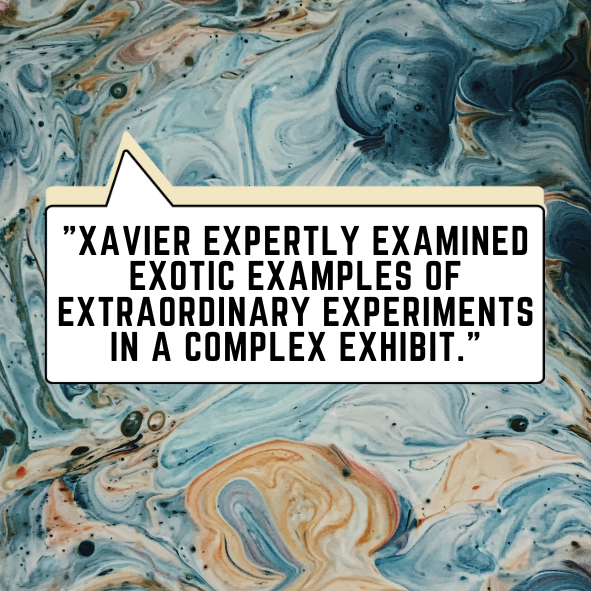 "XAVIER EXPERTLY EXAMINED
EXOTIC EXAMPLES OF
EXTRAORDINARY EXPERIMENTS
IN A COMPLEX EXHIBIT."